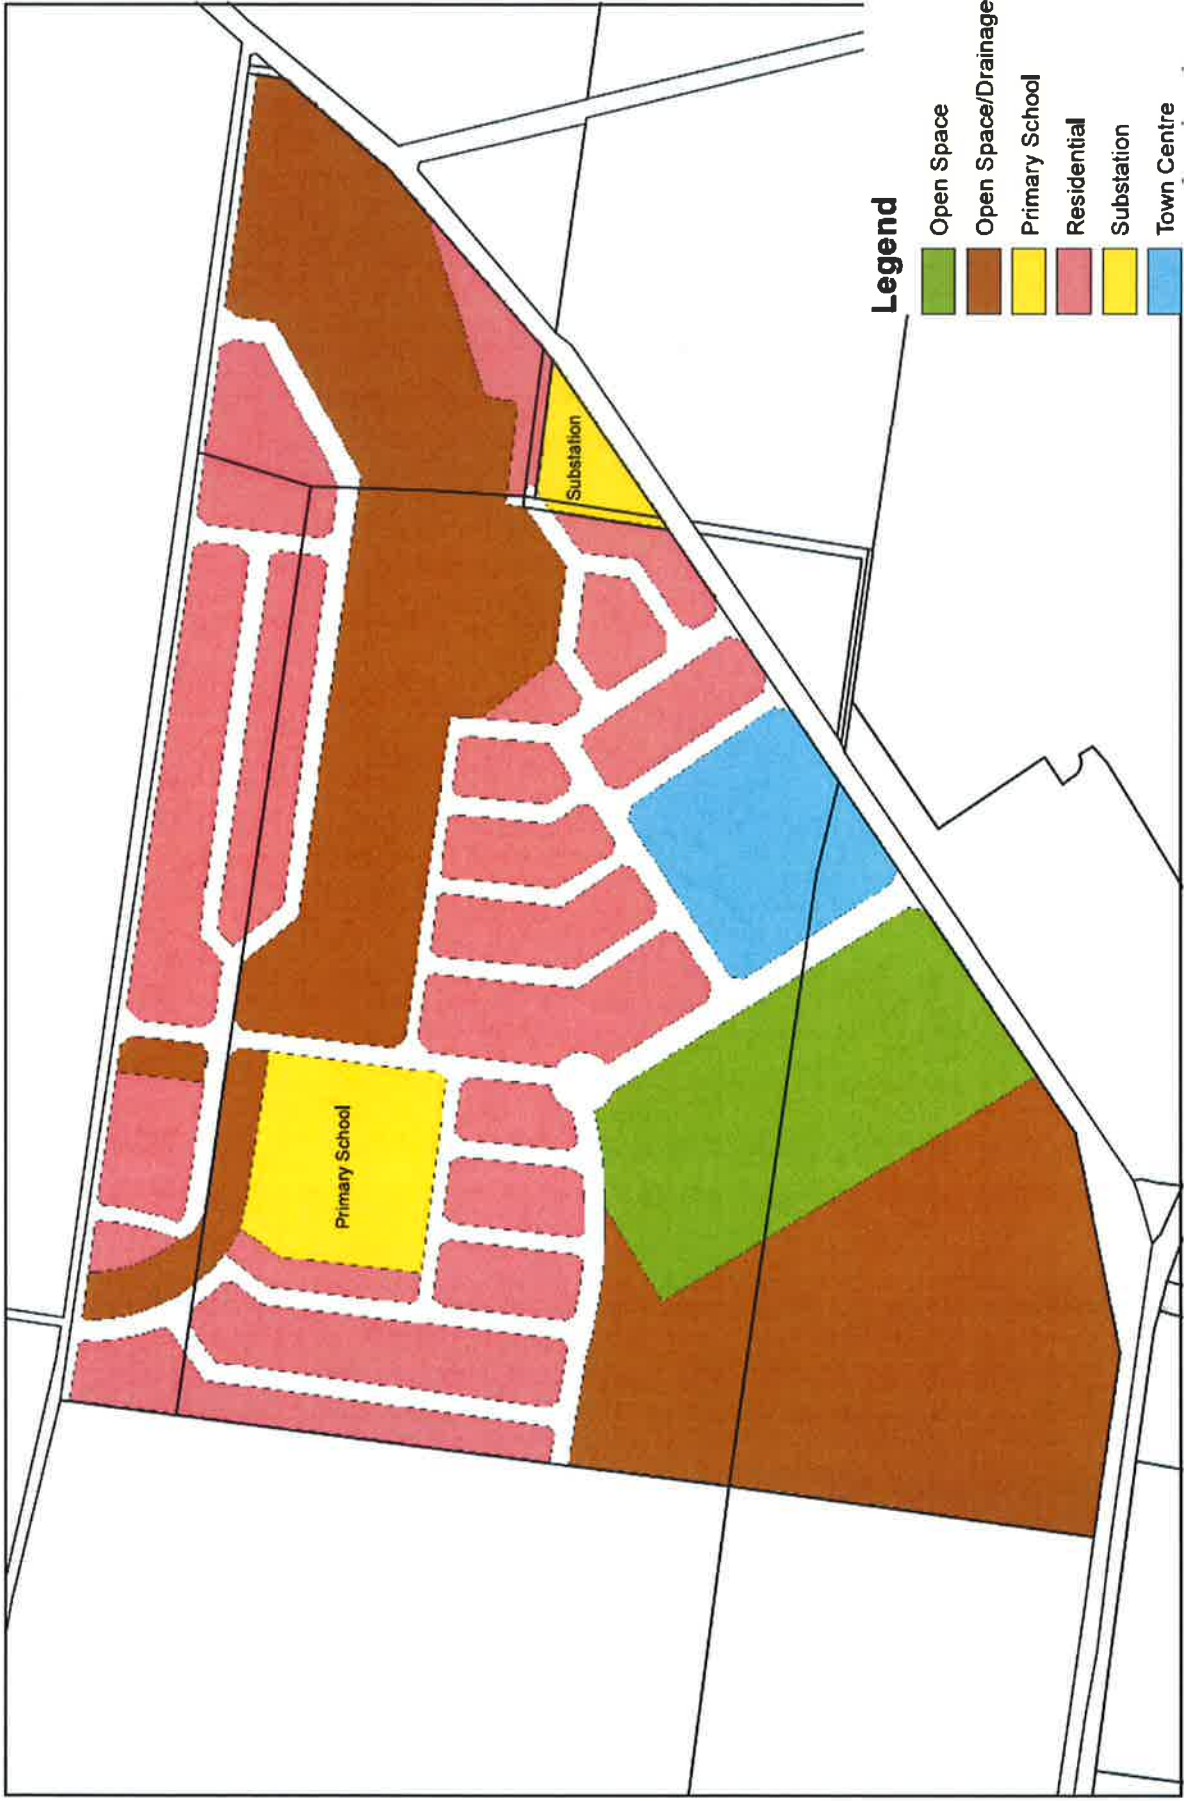 Substation
Primary School
Legend
Open Space
Open Space/Drainage
Primary School
Residential
Substation
Town Centre